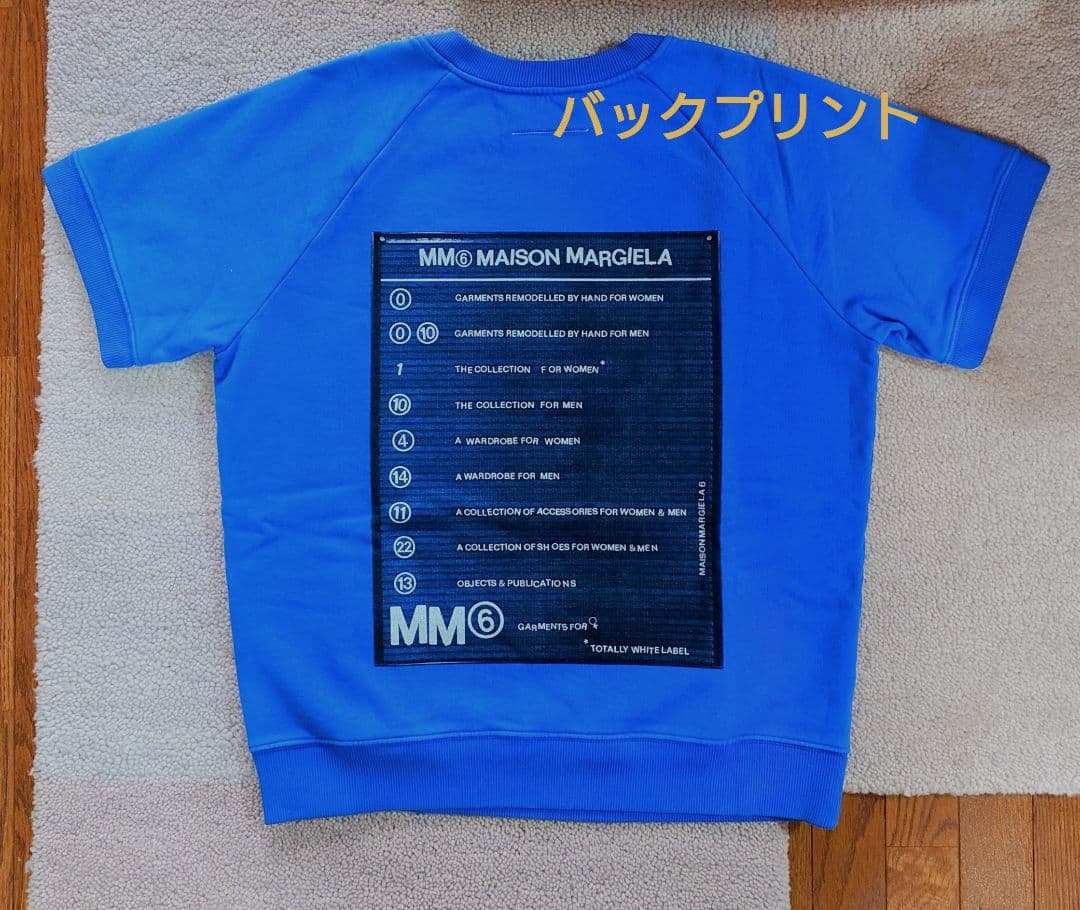 バックプリント
MM⑥ MAISON MARGIELA
⓪ GARMENTS REMODELLED BY HAND FOR WOMEN
⓪ ⑩ GARMENTS REMODELLED BY HAND FOR MEN
1 THE COLLECTION FOR WOMEN*
⑩ THE COLLECTION FOR MEN
④ A WARDROBE FOR WOMEN
⑭ A WARDROBE FOR MEN
⑪ A COLLECTION OF ACCESSORIES FOR WOMEN & MEN
㉒ A COLLECTION OF SHOES FOR WOMEN & MEN
⑬ OBJECTS & PUBLICATIONS
MM⑥ GARMENTS FOR ♀
*TOTALLY WHITE LABEL
MAISON MARGIELA 6